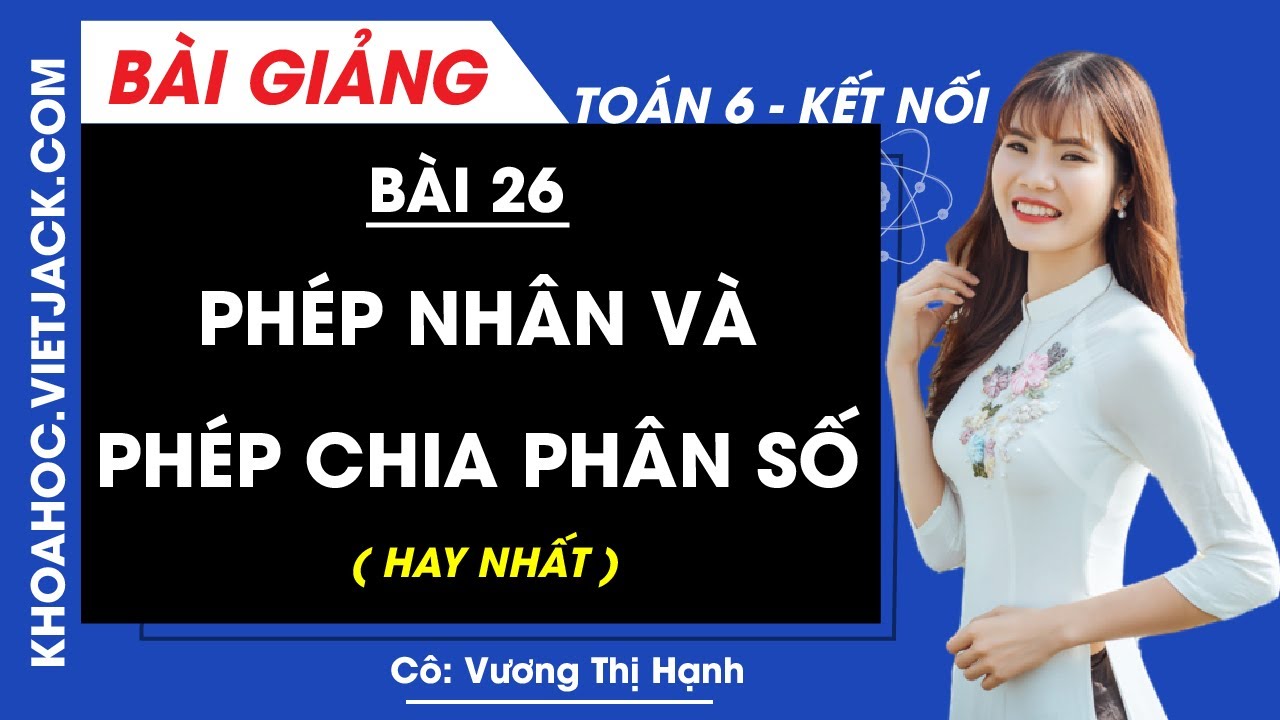 KHOAHOC.VIETJACK.COM
BÀI GIẢNG
TOÁN 6 - KẾT NỐI
BÀI 26
PHÉP NHÂN VÀ
PHÉP CHIA PHÂN SỐ
( HAY NHẤT )
Cô: Vương Thị Hạnh